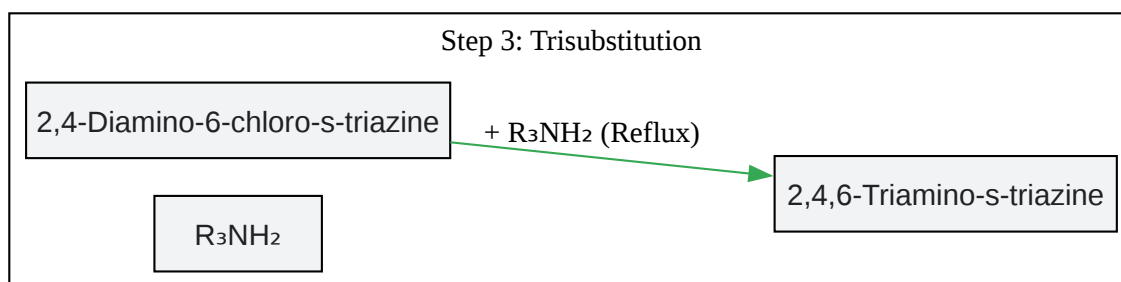 Step 3: Trisubstitution
2,4-Diamino-6-chloro-s-triazine
+ R₃NH₂ (Reflux)
2,4,6-Triamino-s-triazine
R₃NH₂